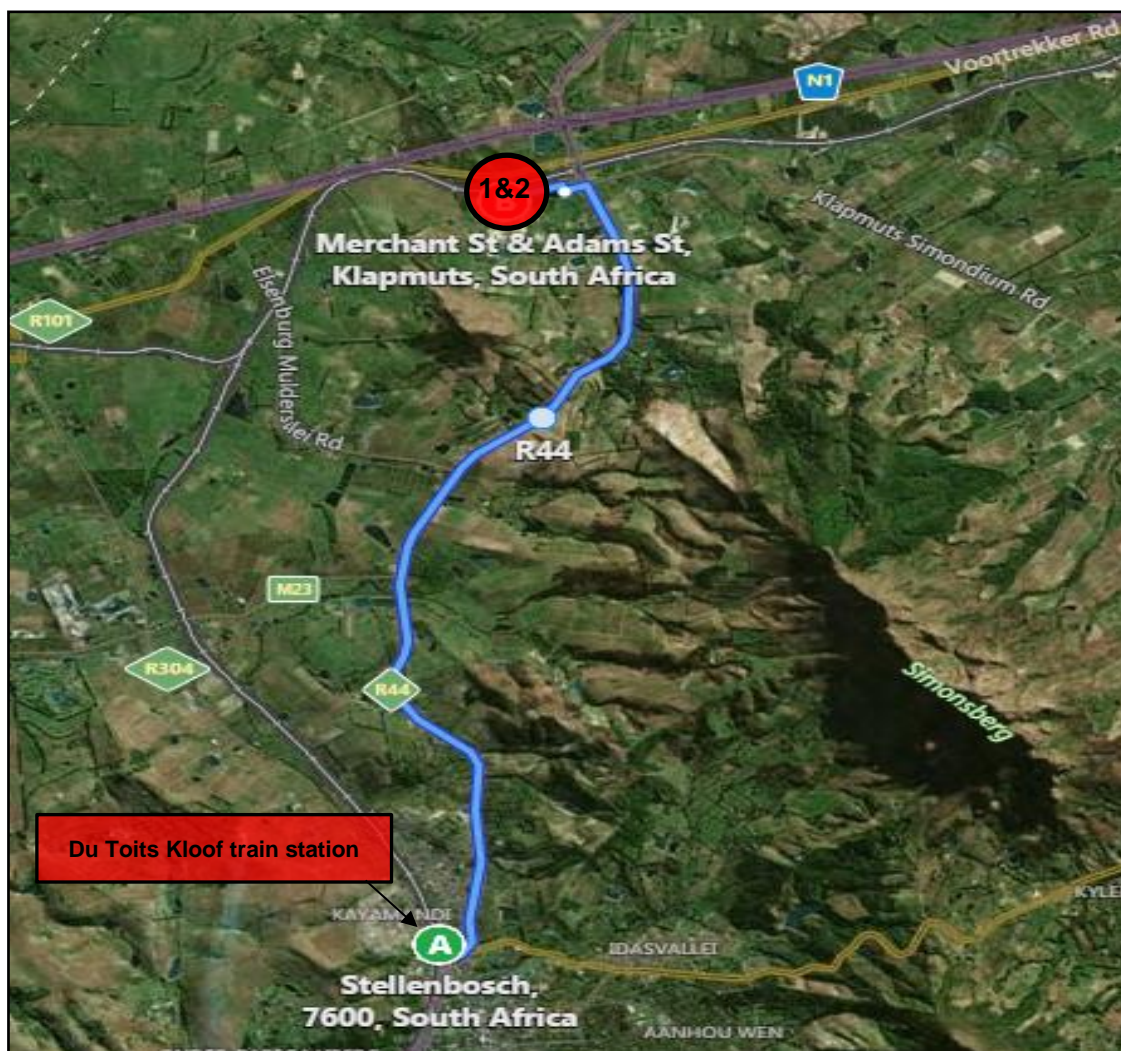 Voortrekker Rd
N1
1&2
Merchant St & Adams St,
Klapmuts, South Africa
Klapmuts Simondium Rd
R101
Elsenburg Muldersvlei Rd
R44
M23
R304
R44
Simonsberg
Du Toits Kloof train station
KAYAMANDI
A
IDASVALLEI
Stellenbosch,
7600, South Africa
AANHOU WEN